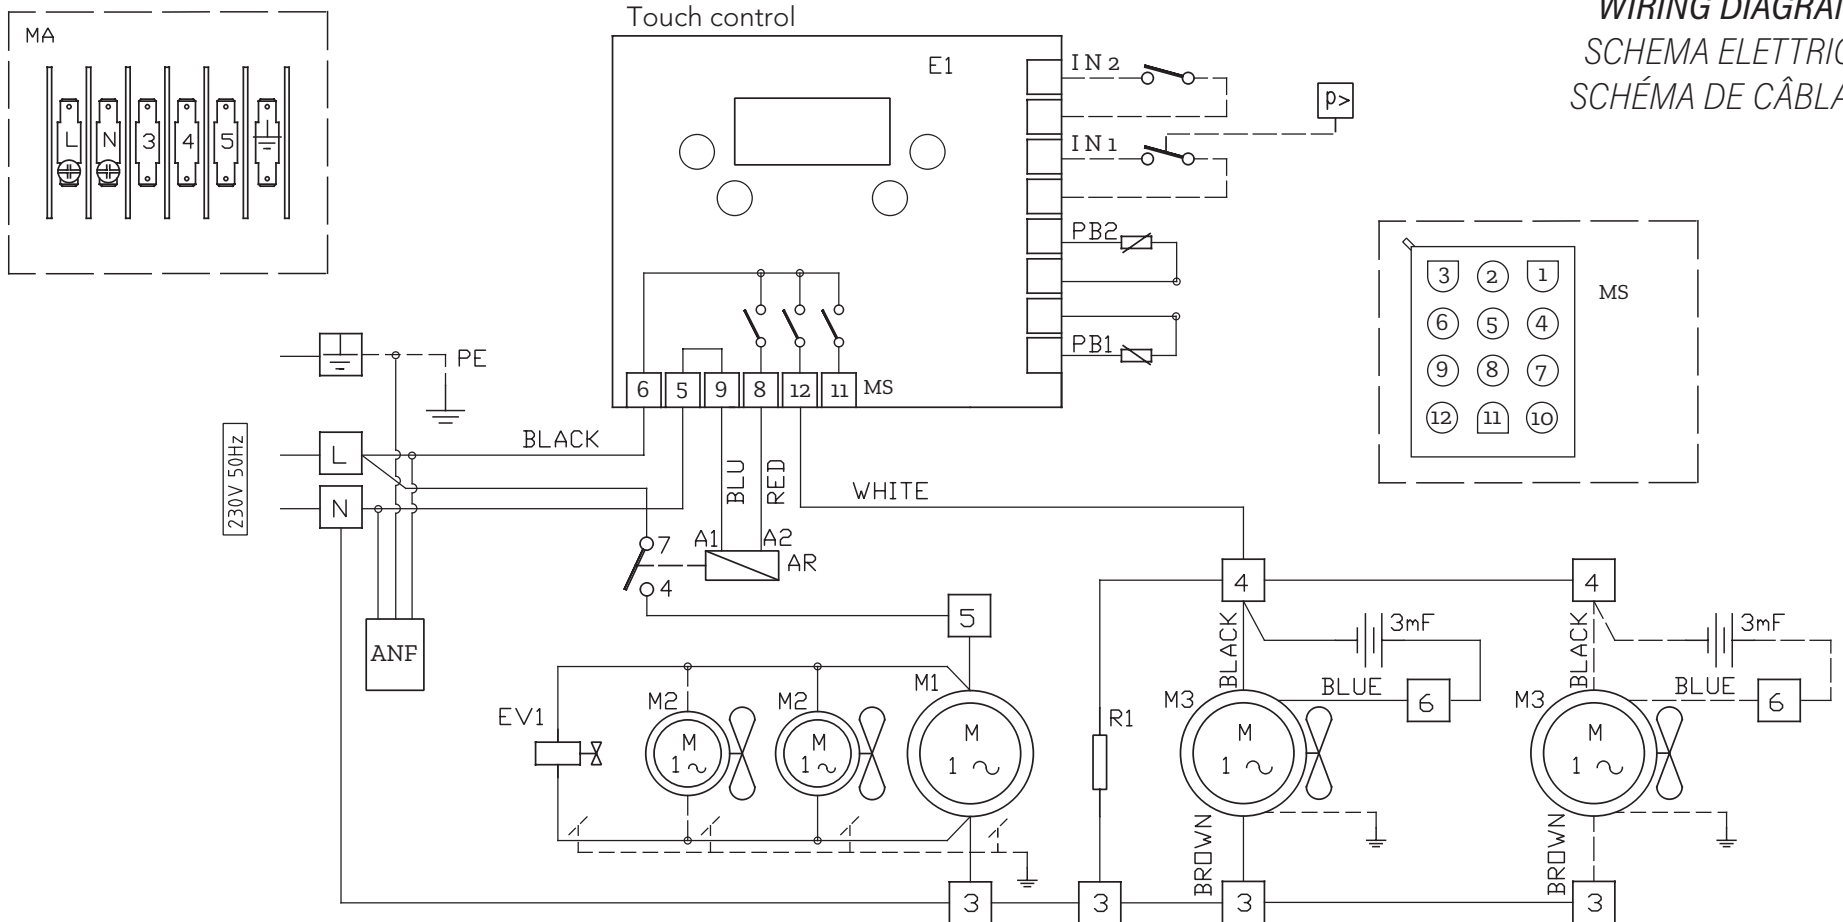 Touch control
WIRING DIAGRAM
SCHEMA ELETTRIC
SCHÉMA DE CÂBLA
MA
L N 3 4 5
E1
IN2
IN1
p>
PB2
PB1
MS
3 2 1
6 5 4
9 8 7
12 11 10
6 5 9 8 12 11 MS
PE
230V 50Hz
L
N
BLACK
BLU
RED
WHITE
7
4
A1
A2
AR
ANF
5
4
4
BLACK
3mF
BLUE
6
BLACK
3mF
BLUE
6
EV1
M2
M
1
M2
M
1
M1
M
1
R1
M3
M
1
M3
M
1
BROWN
BROWN
3
3
3
3